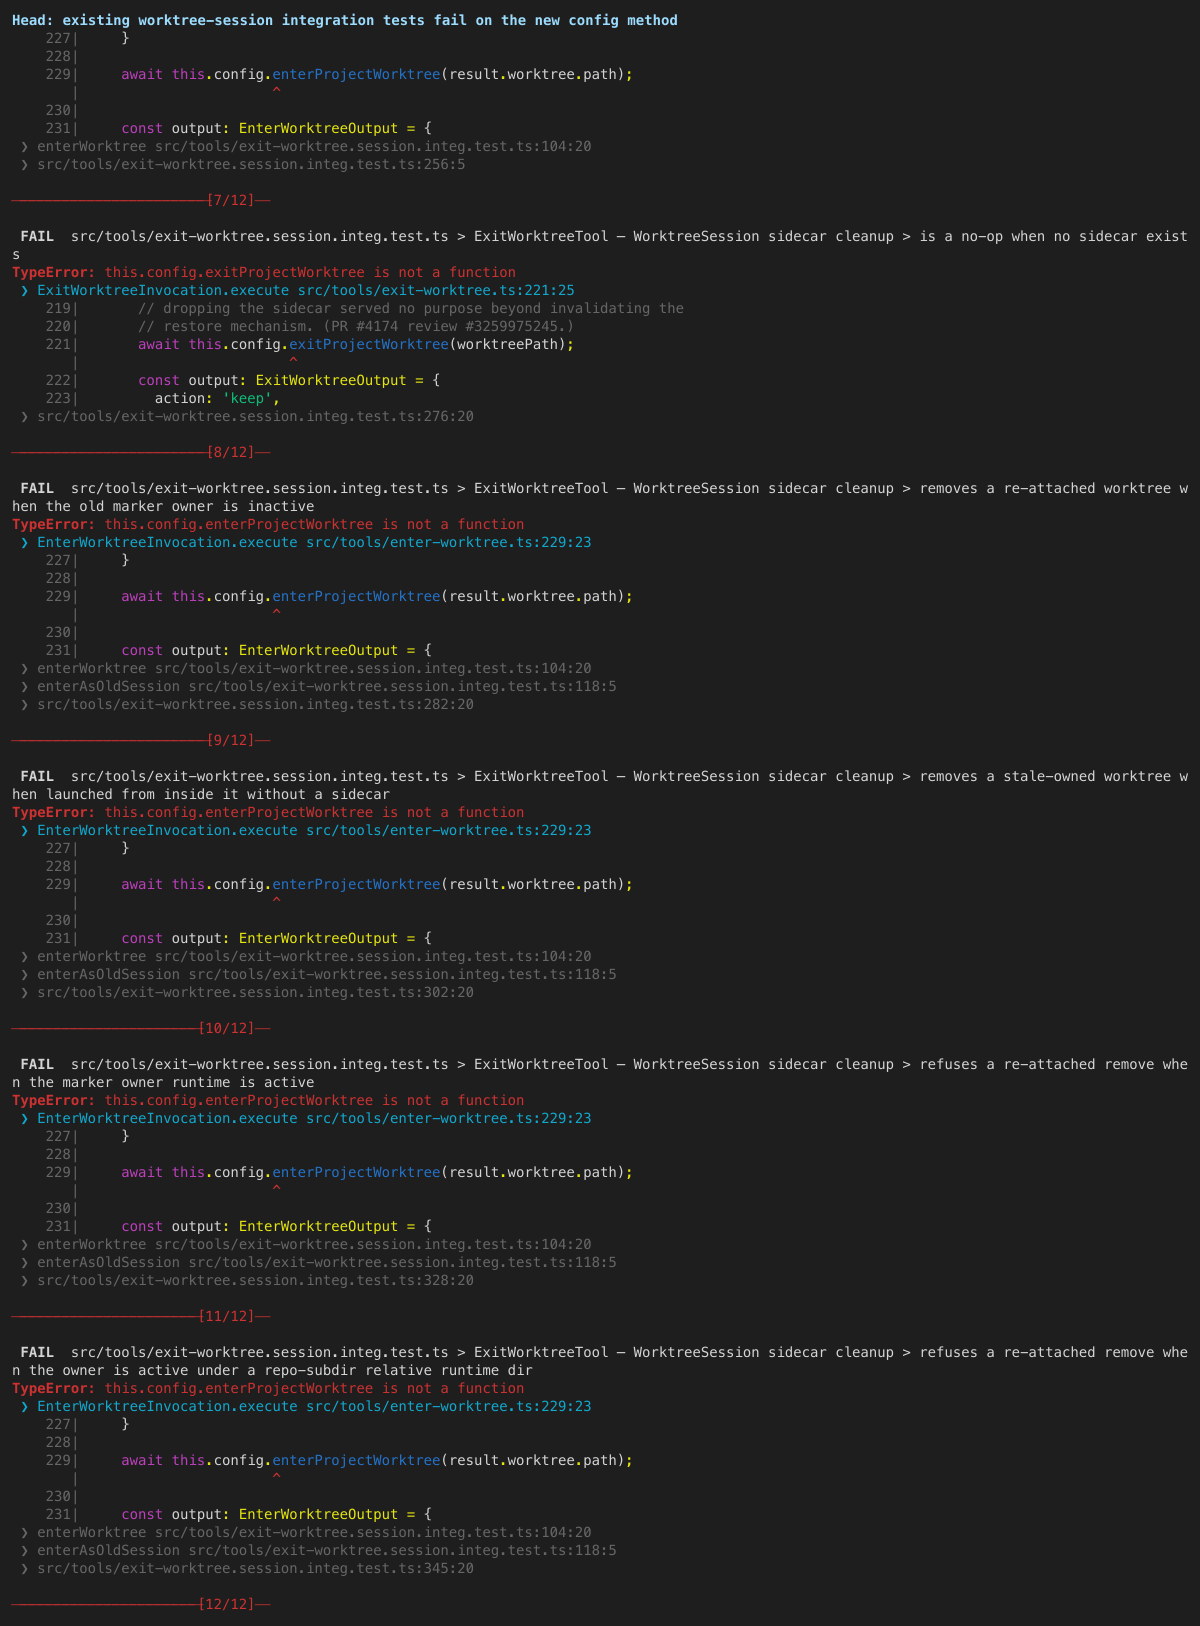 Head: existing worktree-session integration tests fail on the new config method
    227|     }
    228|
    229|     await this.config.enterProjectWorktree(result.worktree.path);
       |                       ^
    230|
    231|     const output: EnterWorktreeOutput = {
 ❯ enterWorktree src/tools/exit-worktree.session.integ.test.ts:104:20
 ❯ src/tools/exit-worktree.session.integ.test.ts:256:5
⎯⎯⎯⎯⎯⎯⎯⎯⎯⎯⎯⎯⎯⎯⎯⎯⎯⎯⎯⎯⎯⎯⎯[7/12]⎯
 FAIL  src/tools/exit-worktree.session.integ.test.ts > ExitWorktreeTool — WorktreeSession sidecar cleanup > is a no-op when no sidecar exist
s
TypeError: this.config.exitProjectWorktree is not a function
 ❯ ExitWorktreeInvocation.execute src/tools/exit-worktree.ts:221:25
    219|       // dropping the sidecar served no purpose beyond invalidating the
    220|       // restore mechanism. (PR #4174 review #3259975245.)
    221|       await this.config.exitProjectWorktree(worktreePath);
       |                         ^
    222|       const output: ExitWorktreeOutput = {
    223|         action: 'keep',
 ❯ src/tools/exit-worktree.session.integ.test.ts:276:20
⎯⎯⎯⎯⎯⎯⎯⎯⎯⎯⎯⎯⎯⎯⎯⎯⎯⎯⎯⎯⎯⎯⎯[8/12]⎯
 FAIL  src/tools/exit-worktree.session.integ.test.ts > ExitWorktreeTool — WorktreeSession sidecar cleanup > removes a re-attached worktree w
hen the old marker owner is inactive
TypeError: this.config.enterProjectWorktree is not a function
 ❯ EnterWorktreeInvocation.execute src/tools/enter-worktree.ts:229:23
    227|     }
    228|
    229|     await this.config.enterProjectWorktree(result.worktree.path);
       |                       ^
    230|
    231|     const output: EnterWorktreeOutput = {
 ❯ enterWorktree src/tools/exit-worktree.session.integ.test.ts:104:20
 ❯ enterAsOldSession src/tools/exit-worktree.session.integ.test.ts:118:5
 ❯ src/tools/exit-worktree.session.integ.test.ts:282:20
⎯⎯⎯⎯⎯⎯⎯⎯⎯⎯⎯⎯⎯⎯⎯⎯⎯⎯⎯⎯⎯⎯⎯[9/12]⎯
 FAIL  src/tools/exit-worktree.session.integ.test.ts > ExitWorktreeTool — WorktreeSession sidecar cleanup > removes a stale-owned worktree w
hen launched from inside it without a sidecar
TypeError: this.config.enterProjectWorktree is not a function
 ❯ EnterWorktreeInvocation.execute src/tools/enter-worktree.ts:229:23
    227|     }
    228|
    229|     await this.config.enterProjectWorktree(result.worktree.path);
       |                       ^
    230|
    231|     const output: EnterWorktreeOutput = {
 ❯ enterWorktree src/tools/exit-worktree.session.integ.test.ts:104:20
 ❯ enterAsOldSession src/tools/exit-worktree.session.integ.test.ts:118:5
 ❯ src/tools/exit-worktree.session.integ.test.ts:302:20
⎯⎯⎯⎯⎯⎯⎯⎯⎯⎯⎯⎯⎯⎯⎯⎯⎯⎯⎯⎯⎯⎯[10/12]⎯
 FAIL  src/tools/exit-worktree.session.integ.test.ts > ExitWorktreeTool — WorktreeSession sidecar cleanup > refuses a re-attached remove whe
n the marker owner runtime is active
TypeError: this.config.enterProjectWorktree is not a function
 ❯ EnterWorktreeInvocation.execute src/tools/enter-worktree.ts:229:23
    227|     }
    228|
    229|     await this.config.enterProjectWorktree(result.worktree.path);
       |                       ^
    230|
    231|     const output: EnterWorktreeOutput = {
 ❯ enterWorktree src/tools/exit-worktree.session.integ.test.ts:104:20
 ❯ enterAsOldSession src/tools/exit-worktree.session.integ.test.ts:118:5
 ❯ src/tools/exit-worktree.session.integ.test.ts:328:20
⎯⎯⎯⎯⎯⎯⎯⎯⎯⎯⎯⎯⎯⎯⎯⎯⎯⎯⎯⎯⎯⎯[11/12]⎯
 FAIL  src/tools/exit-worktree.session.integ.test.ts > ExitWorktreeTool — WorktreeSession sidecar cleanup > refuses a re-attached remove whe
n the owner is active under a repo-subdir relative runtime dir
TypeError: this.config.enterProjectWorktree is not a function
 ❯ EnterWorktreeInvocation.execute src/tools/enter-worktree.ts:229:23
    227|     }
    228|
    229|     await this.config.enterProjectWorktree(result.worktree.path);
       |                       ^
    230|
    231|     const output: EnterWorktreeOutput = {
 ❯ enterWorktree src/tools/exit-worktree.session.integ.test.ts:104:20
 ❯ enterAsOldSession src/tools/exit-worktree.session.integ.test.ts:118:5
 ❯ src/tools/exit-worktree.session.integ.test.ts:345:20
⎯⎯⎯⎯⎯⎯⎯⎯⎯⎯⎯⎯⎯⎯⎯⎯⎯⎯⎯⎯⎯⎯[12/12]⎯